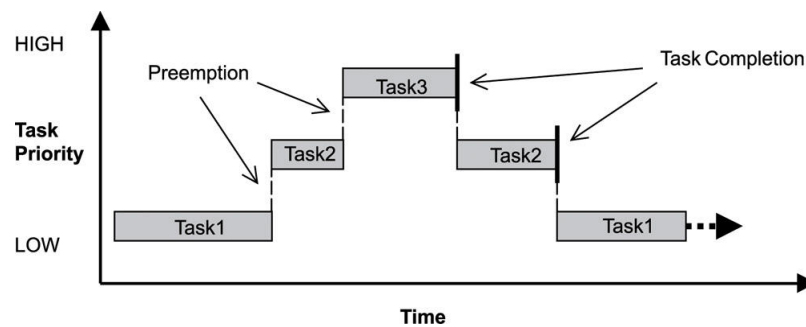 HIGH
Preemption
Task3
Task Completion
Task
Priority
Task2
Task2
Task1
Task1
LOW
Time